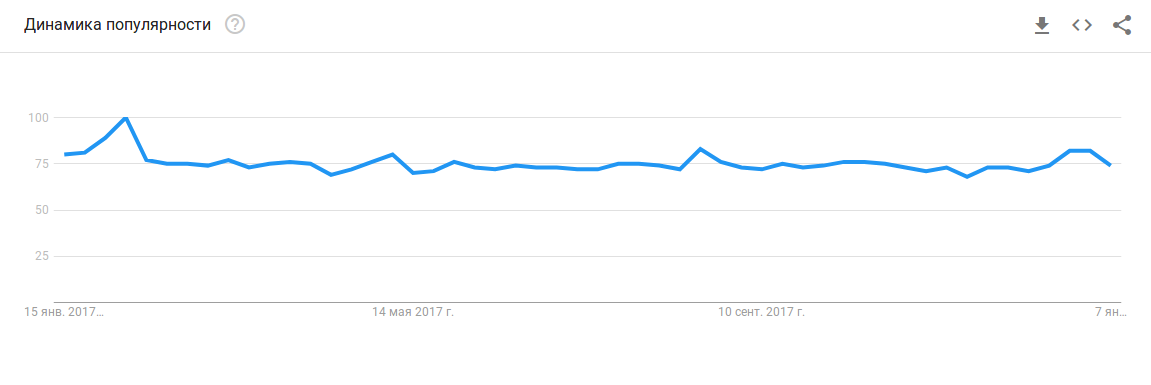 Динамика популярности ?
100
75
50
25
15 янв. 2017…
14 мая 2017 г.
10 сент. 2017 г.
7 ян…